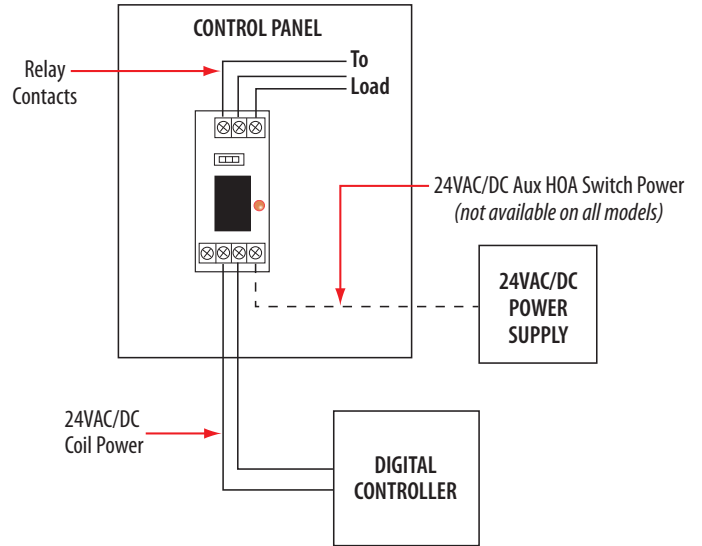 CONTROL PANEL
To
Load
Relay
Contacts
24VAC/DC Aux HOA Switch Power
(not available on all models)
24VAC/DC
POWER
SUPPLY
24VAC/DC
Coil Power
DIGITAL
CONTROLLER